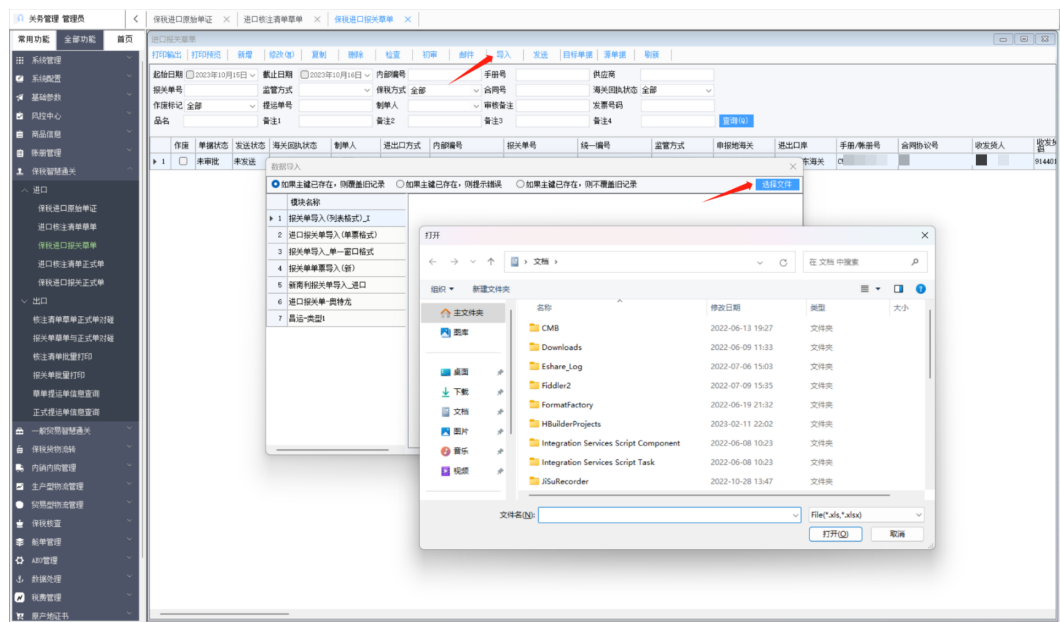 关务管理 管理员
保税进口原始单证 ×
进口核注清单草单 ×
保税进口报关草单 ×
常用功能 全部功能 首页
系统管理
系统配置
基础参数
风控中心
商品信息
账册管理
保税智慧通关
进口
保税进口原始单证
进口核注清单草单
保税进口报关草单
进口核注清单正式单
保税进口报关正式单
出口
核注清单草单正式单对碰
报关单草单与正式单对碰
核注清单批量打印
报关单批量打印
草单提运单信息查询
正式提运单信息查询
一般贸易智慧通关
保税货物流转
内销内购管理
生产型物流管理
贸易型物流管理
保税核查
船单管理
AEO管理
数据处理
税费管理
原产地证书
进口报关草单
打印输出 打印预览 新增 修改(M) 复制 删除 检查 初审 邮件 导入 发送 目标单据 源单据 刷新
起始日期 2023年10月15日 截止日期 2023年10月16日 内部编号 手册号 供应商
报关单号 监管方式 保税方式 全部 合同号 海关回执状态 全部
作废标记 全部 提运单号 制单人 审核备注 发票号码
品名 备注1 备注2 备注3 备注4 查询(Q)
作废 单据状态 发送状态 海关回执状态 制单人 进出口方式 内部编号 报关单号 统一编号 监管方式 申报地海关 进出口库 手册/账册号 合同协议号 收发货人
1 未审批 未发送 东海关 914401
数据导入 ×
如果主键已存在，则覆盖旧记录 如果主键已存在，则提示错误 如果主键已存在，则不覆盖旧记录 选择文件
模块名称
1 报关单导入(列表格式)_I
2 进口报关单导入(单票格式)
3 报关单导入_单一窗口格式
4 报关单单票导入(新)
5 新南利报关单导入_进口
6 进口报关单-奥特龙
7 昌运-类型1
打开 ×
文档
在 文档 中搜索
组织 新建文件夹
主文件夹
图库
桌面
下载
文档
图片
音乐
视频
名称 修改日期 类型 大小
CMB 2022-06-13 19:27 文件夹
Downloads 2022-06-09 11:33 文件夹
Eshare_Log 2022-07-06 15:03 文件夹
Fiddler2 2022-07-09 15:35 文件夹
FormatFactory 2022-06-19 21:32 文件夹
HBuilderProjects 2023-02-11 22:02 文件夹
Integration Services Script Component 2022-06-08 10:23 文件夹
Integration Services Script Task 2022-06-08 10:23 文件夹
JiSuRecorder 2022-10-28 13:47 文件夹
文件名(N): File(*.xls,*.xlsx)
打开(O) 取消